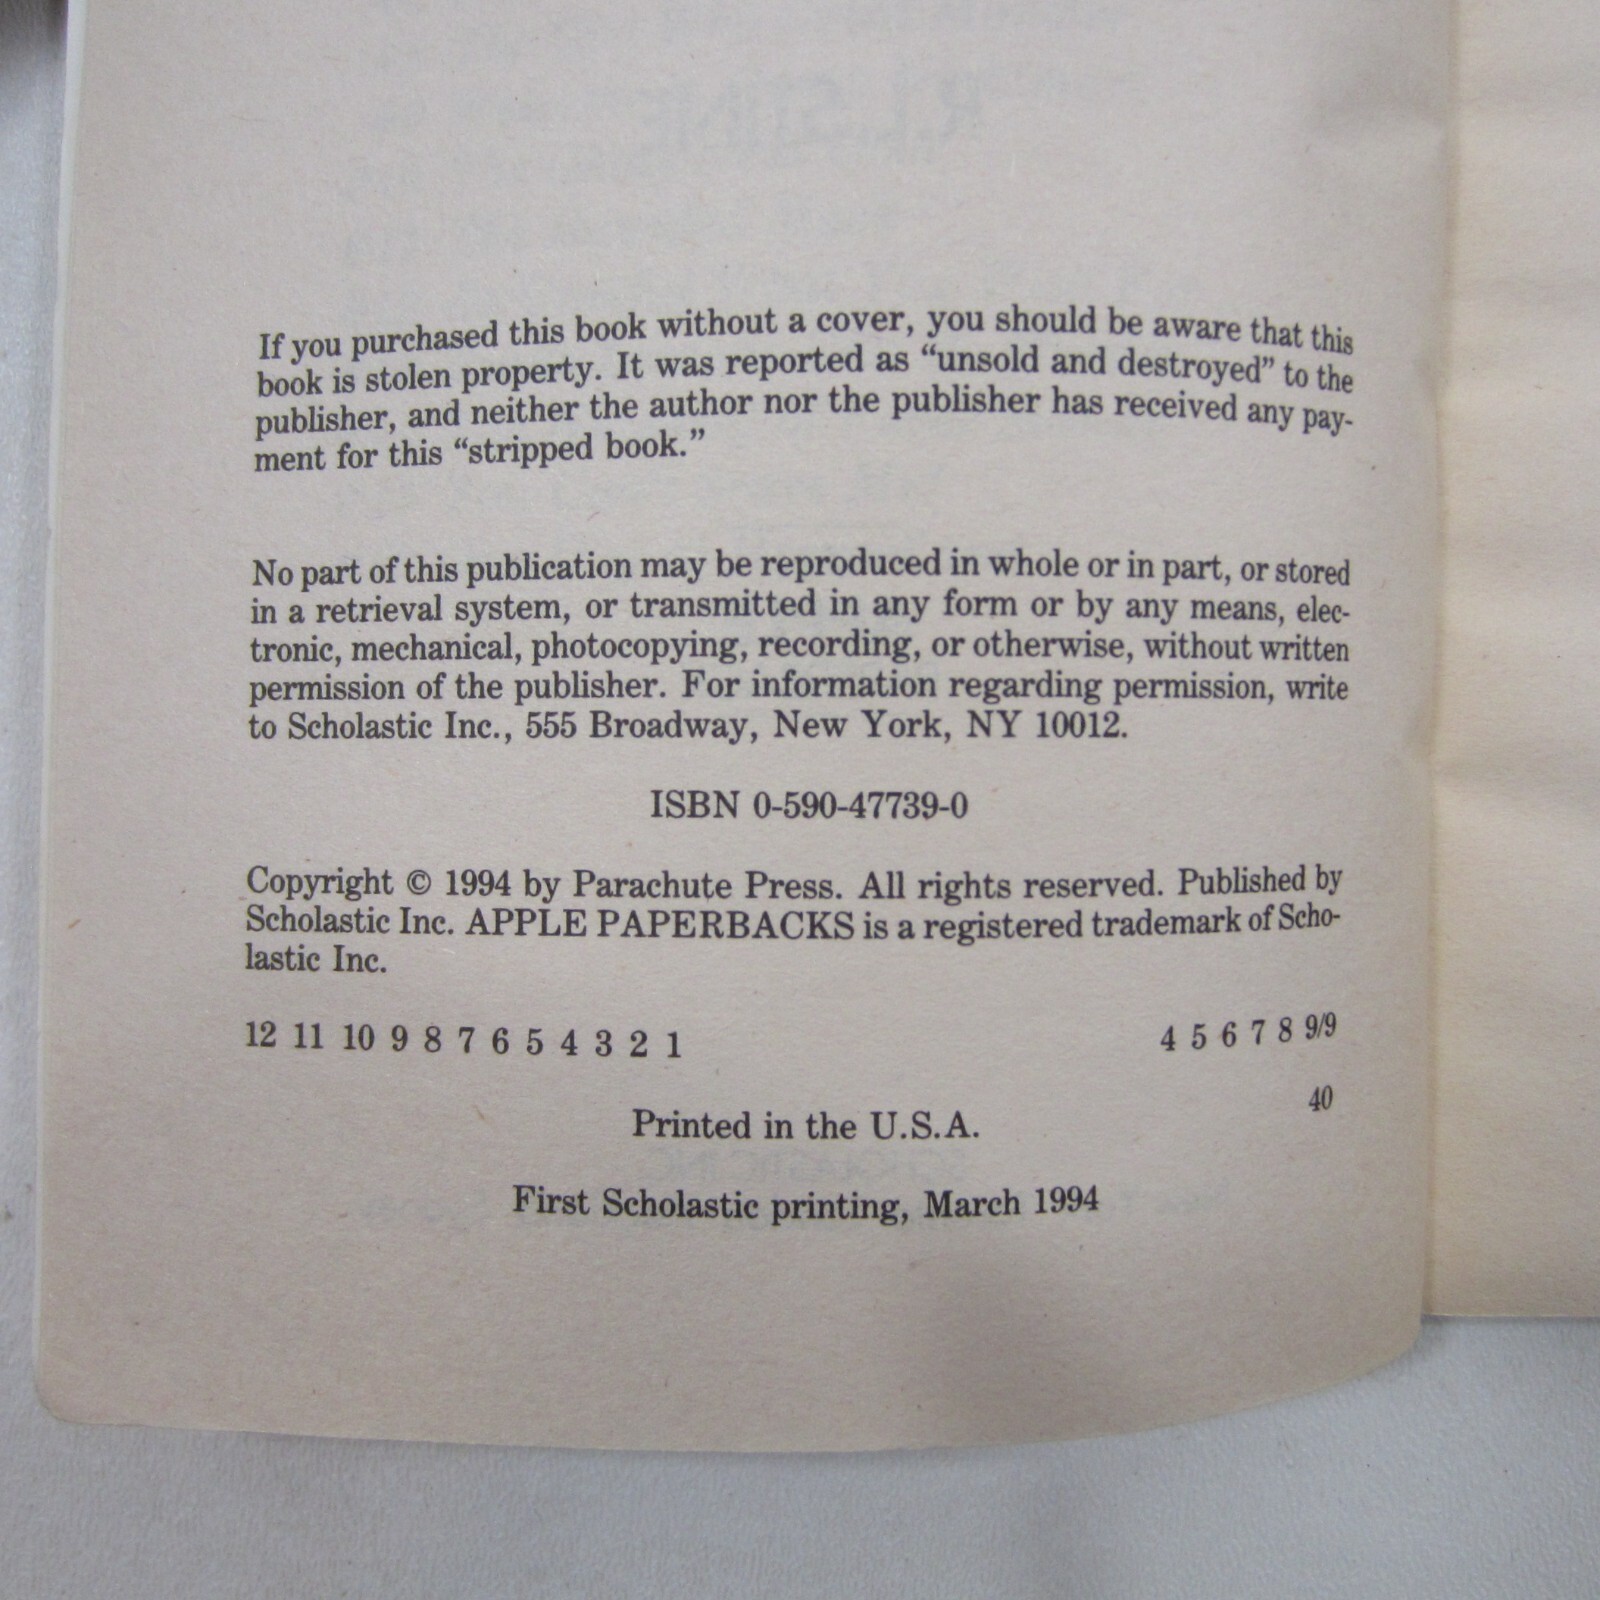 If you purchased this book without a cover, you should be aware that this
book is stolen property. It was reported as “unsold and destroyed” to the
publisher, and neither the author nor the publisher has received any pay-
ment for this “stripped book.”
No part of this publication may be reproduced in whole or in part, or stored
in a retrieval system, or transmitted in any form or by any means, elec-
tronic, mechanical, photocopying, recording, or otherwise, without written
permission of the publisher. For information regarding permission, write
to Scholastic Inc., 555 Broadway, New York, NY 10012.
ISBN 0-590-47739-0
Copyright © 1994 by Parachute Press. All rights reserved. Published by
Scholastic Inc. APPLE PAPERBACKS is a registered trademark of Scho-
lastic Inc.
12 11 10 9 8 7 6 5 4 3 2 1 4 5 6 7 8 9/9
40
Printed in the U.S.A.
First Scholastic printing, March 1994